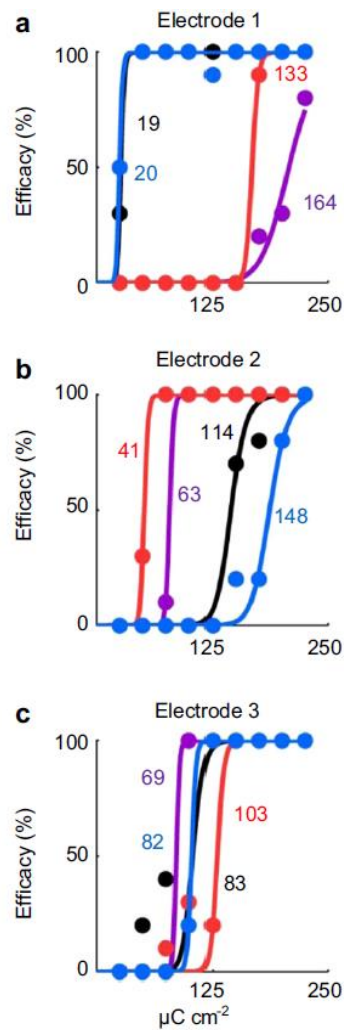 a
Electrode 1
100
133
19
Efficacy (%)
50
20
164
0
125
250
b
Electrode 2
100
114
41
63
Efficacy (%)
50
148
0
125
250
c
Electrode 3
100
69
103
82
Efficacy (%)
50
83
0
125
250
µC cm-2